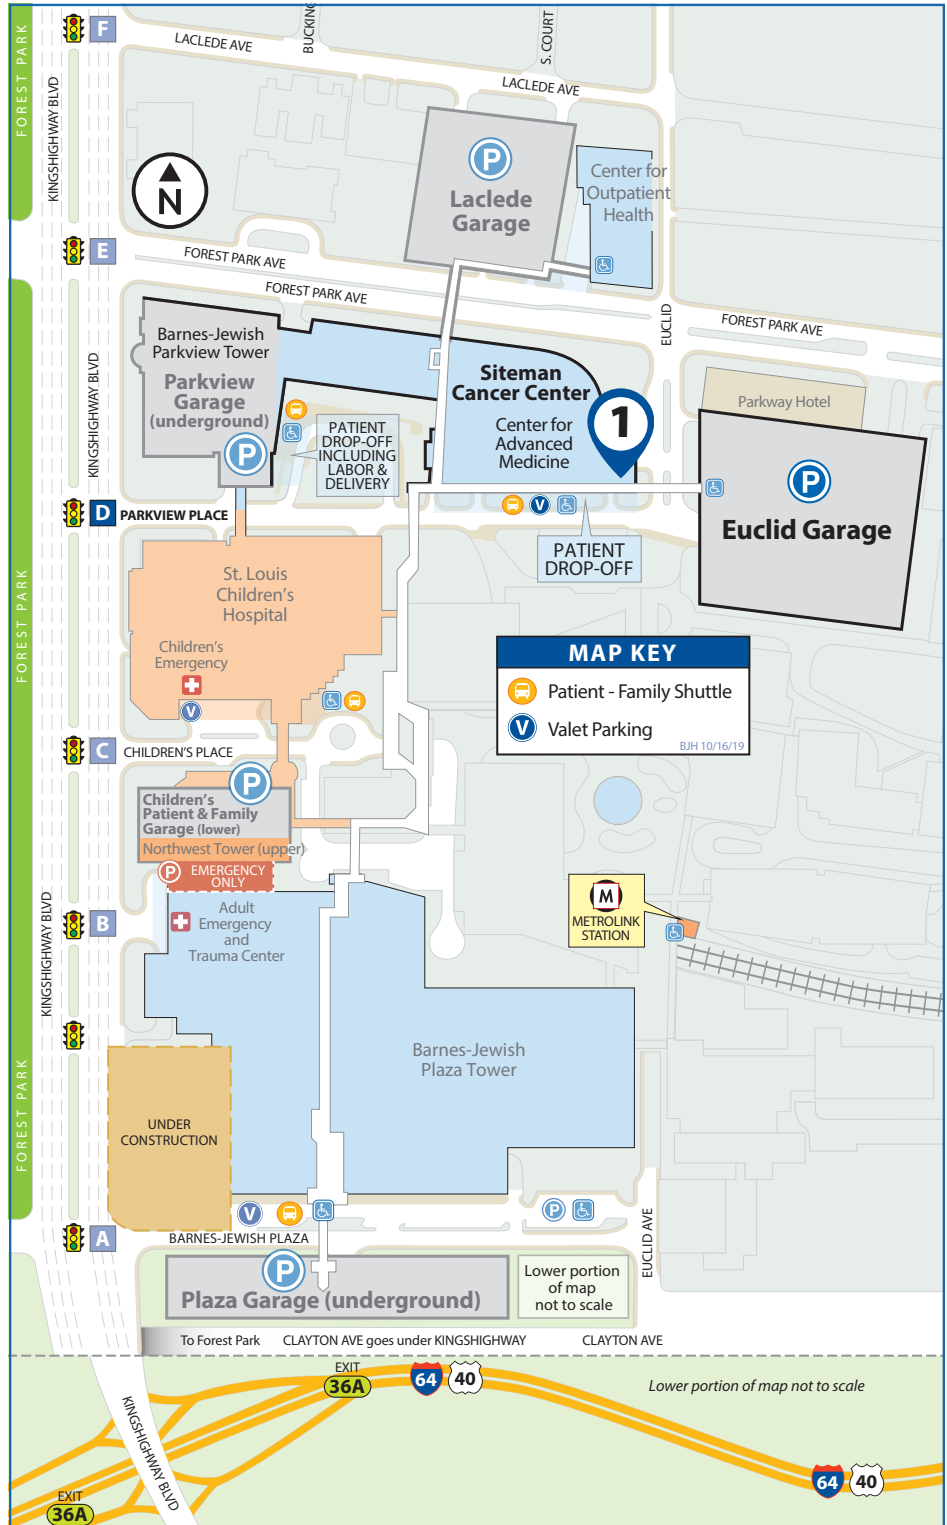 FOREST PARK
KINGSHIGHWAY BLVD
F
LACLEDE AVE
BUCKING
S. COURT
LACLEDE AVE
P
Laclede
Garage
Center for
Outpatient
Health
N
E
FOREST PARK AVE
FOREST PARK AVE
EUCLID
FOREST PARK AVE
Barnes-Jewish
Parkview Tower
Parkview
Garage
(underground)
P
KINGSHIGHWAY BLVD
PATIENT
DROP-OFF
INCLUDING
LABOR &
DELIVERY
Siteman
Cancer Center
Center for
Advanced
Medicine
1
Parkway Hotel
P
Euclid Garage
D
PARKVIEW PLACE
V
PATIENT
DROP-OFF
FOREST PARK
St. Louis
Children's
Hospital
Children's
Emergency
V
MAP KEY
Patient - Family Shuttle
V
Valet Parking
BJH 10/16/19
C
CHILDREN'S PLACE
P
Children's
Patient & Family
Garage (lower)
Northwest Tower (upper)
P
EMERGENCY
ONLY
M
METROLINK
STATION
B
KINGSHIGHWAY BLVD
Adult
Emergency
and
Trauma Center
Barnes-Jewish
Plaza Tower
FOREST PARK
UNDER
CONSTRUCTION
V
P
EUCLID AVE
A
BARNES-JEWISH PLAZA
P
Plaza Garage (underground)
Lower portion
of map
not to scale
To Forest Park
CLAYTON AVE goes under KINGSHIGHWAY
CLAYTON AVE
EXIT
36A
64
40
Lower portion of map not to scale
KINGSHIGHWAY BLVD
64
40
EXIT
36A